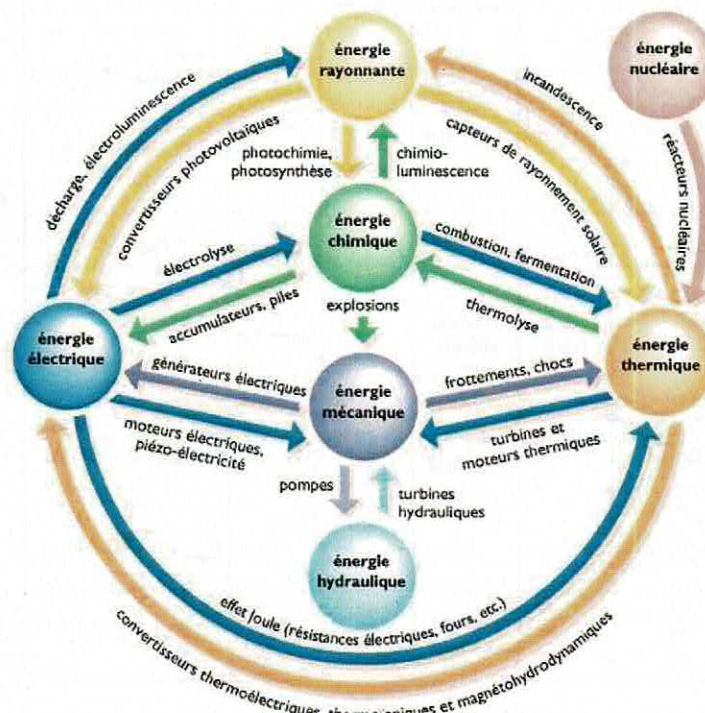 énergie
rayonnante
énergie
nucléaire
décharge, électroluminescence
convertisseurs photovoltaïques
photochimie,
photosynthèse
chimio-
luminescence
capteurs de rayonnement solaire
incandescence
réacteurs nucléaires
énergie
chimique
électrolyse
combustion, fermentation
accumulateurs, piles
explosions
thermolyse
énergie
électrique
énergie
thermique
générateurs électriques
énergie
mécanique
frottements, chocs
moteurs électriques,
piézo-électricité
turbines et
moteurs thermiques
pompes
turbines
hydrauliques
énergie
hydraulique
effet Joule (résistances électriques, fours, etc.)
convertisseurs thermoélectriques, et magnétohydrodynamiques